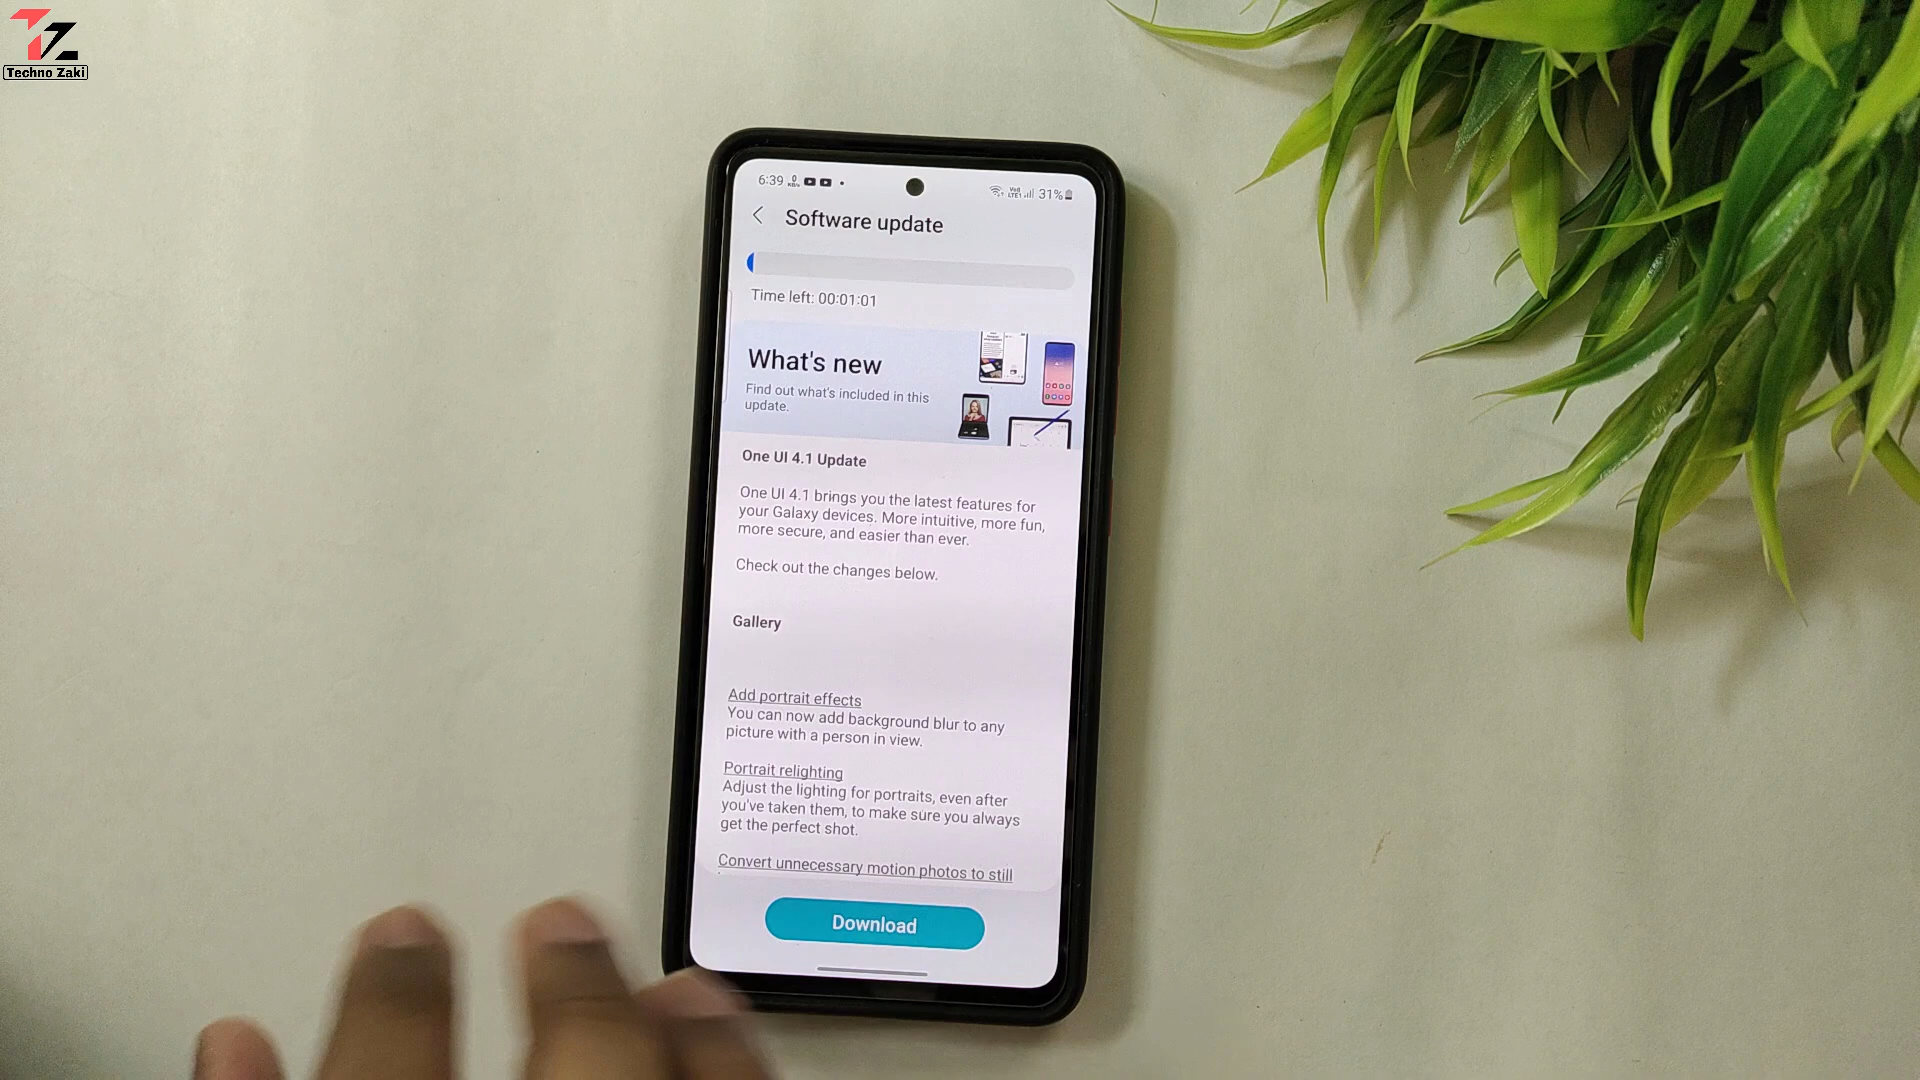 TZ
Techno Zaki
6:39 0 KB/s Vo) LTE1 31%
Software update
Time left: 00:01:01
What's new
Find out what's included in this
update.
One UI 4.1 Update
One UI 4.1 brings you the latest features for
your Galaxy devices. More intuitive, more fun,
more secure, and easier than ever.
Check out the changes below.
Gallery
Add portrait effects
You can now add background blur to any
picture with a person in view.
Portrait relighting
Adjust the lighting for portraits, even after
you've taken them, to make sure you always
get the perfect shot.
Convert unnecessary motion photos to still
Download